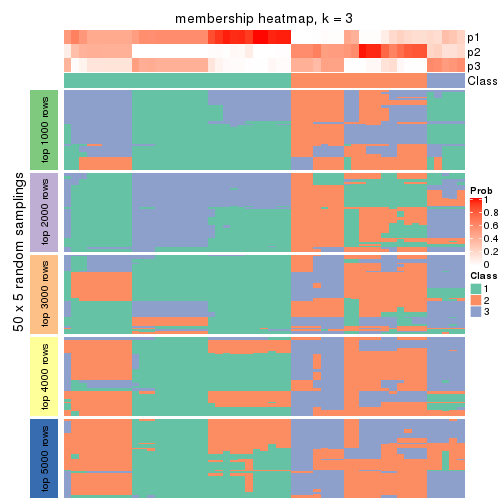 membership heatmap, k = 3
p1
p2
p3
Class
50 x 5 random samplings
top 1000 rows
top 2000 rows
top 3000 rows
top 4000 rows
top 5000 rows
Prob
1
0.8
0.6
0.4
0.2
0
Class
1
2
3